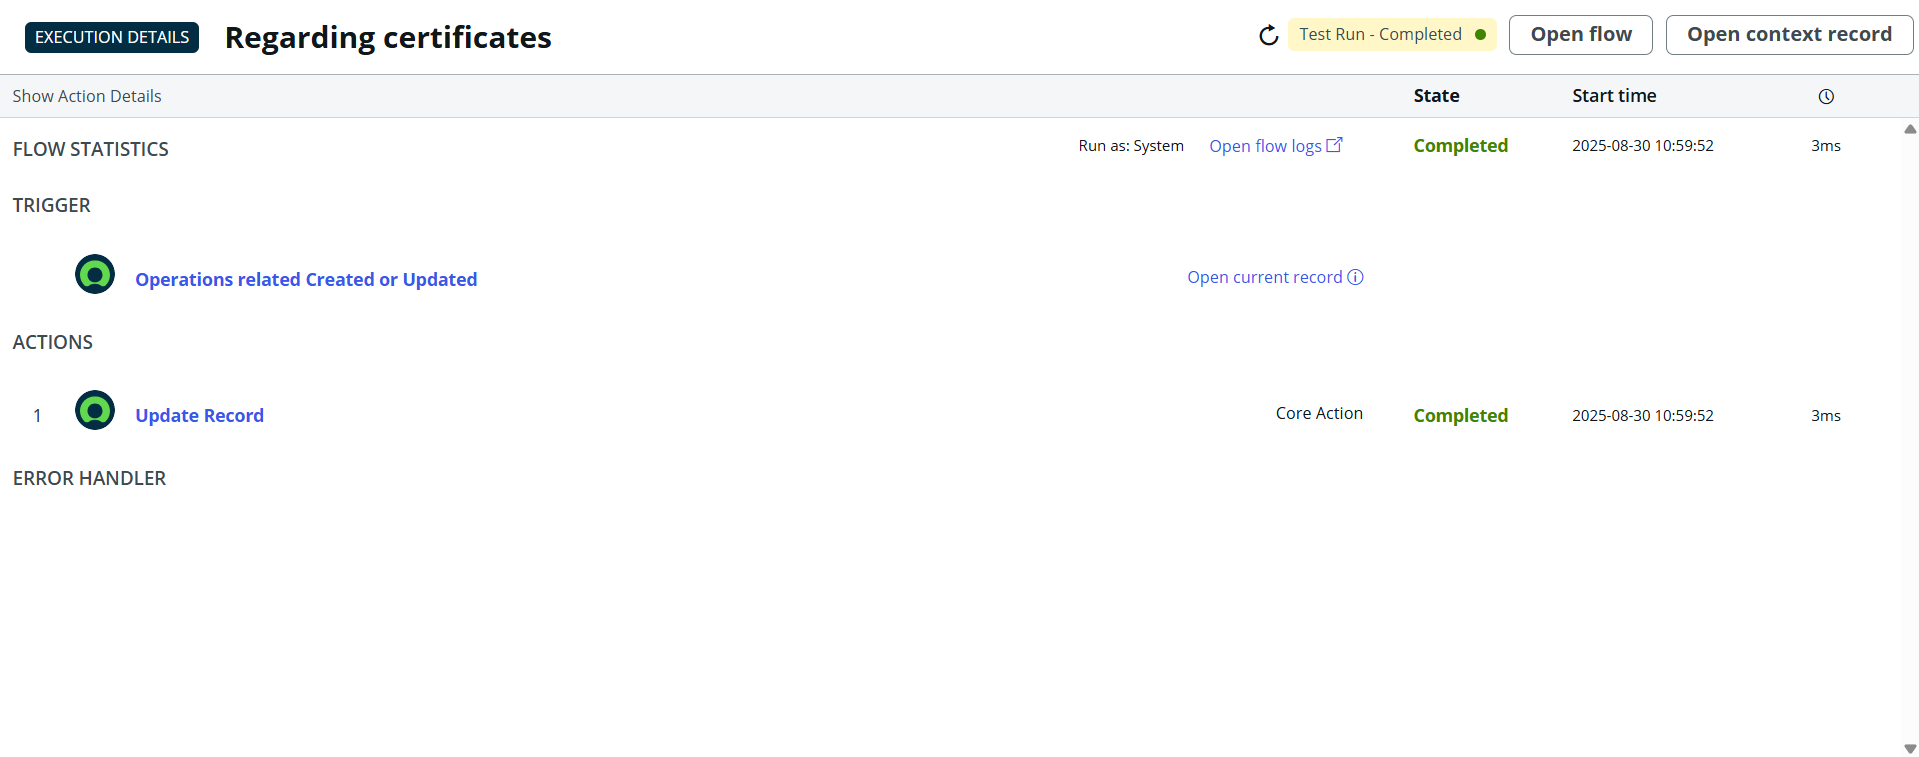 EXECUTION DETAILS Regarding certificates Test Run - Completed Open flow Open context record
Show Action Details State Start time
FLOW STATISTICS Run as: System Open flow logs Completed 2025-08-30 10:59:52 3ms
TRIGGER
Operations related Created or Updated Open current record
ACTIONS
1 Update Record Core Action Completed 2025-08-30 10:59:52 3ms
ERROR HANDLER